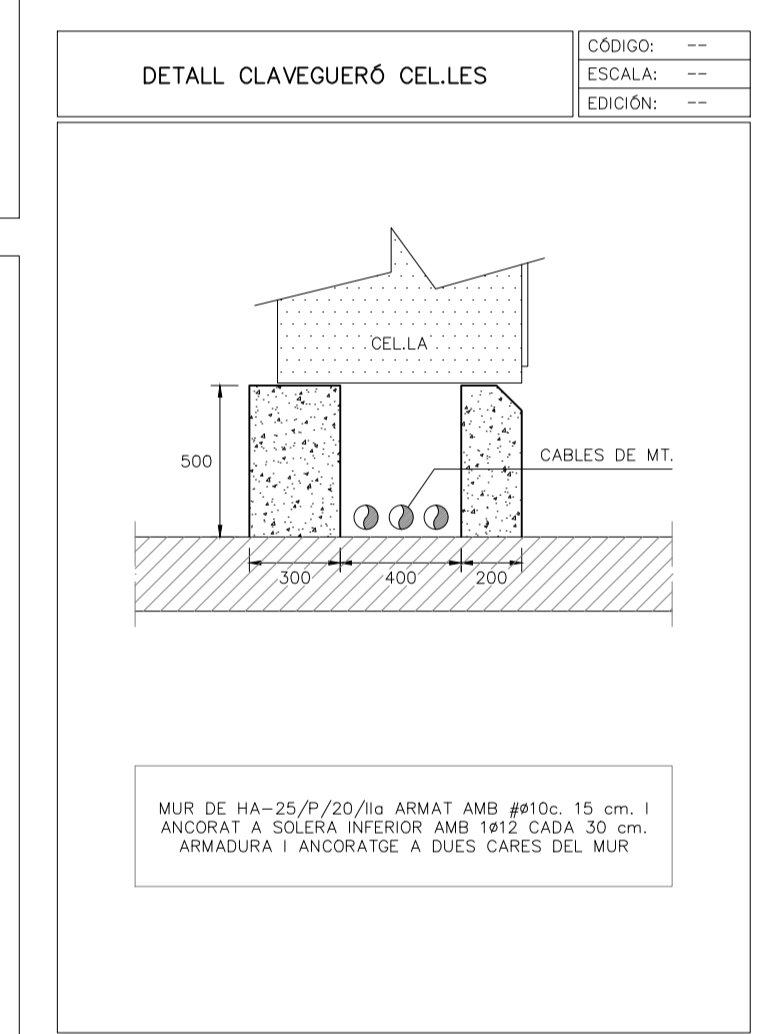 DETALL CLAVEGUERÓ CEL.LES
CÓDIGO: --
ESCALA: --
EDICIÓN: --
CEL.LA
500
CABLES DE MT.
300
400
200
MUR DE HA-25/P/20/IIa ARMAT AMB #ø10c. 15 cm. I
ANCORAT A SOLERA INFERIOR AMB 1ø12 CADA 30 cm.
ARMADURA I ANCORATGE A DUES CARES DEL MUR